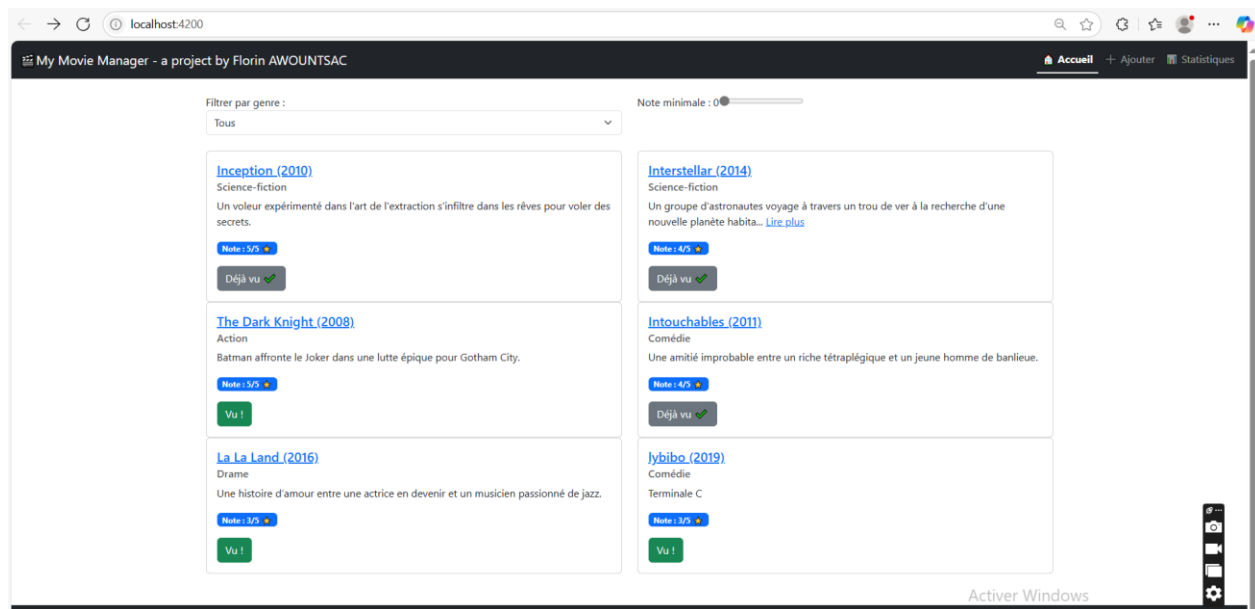 localhost:4200
My Movie Manager - a project by Florin AWOUNTSAC
Accueil
Ajouter
Statistiques
Filtrer par genre :
Note minimale : 0
Tous
Inception (2010)
Science-fiction
Un voleur expérimenté dans l'art de l'extraction s'infiltre dans les rêves pour voler des
secrets.
Note : 5/5
Déjà vu
Interstellar (2014)
Science-fiction
Un groupe d'astronautes voyage à travers un trou de ver à la recherche d'une
nouvelle planète habita... Lire plus
Note : 4/5
Déjà vu
The Dark Knight (2008)
Action
Batman affronte le Joker dans une lutte épique pour Gotham City.
Note : 5/5
Vu !
Intouchables (2011)
Comédie
Une amitié improbable entre un riche tétraplégique et un jeune homme de banlieue.
Note : 4/5
Déjà vu
La La Land (2016)
Drame
Une histoire d'amour entre une actrice en devenir et un musicien passionné de jazz.
Note : 3/5
Vu !
Jybibo (2019)
Comédie
Terminale C
Note : 3/5
Vu !
Activer Windows